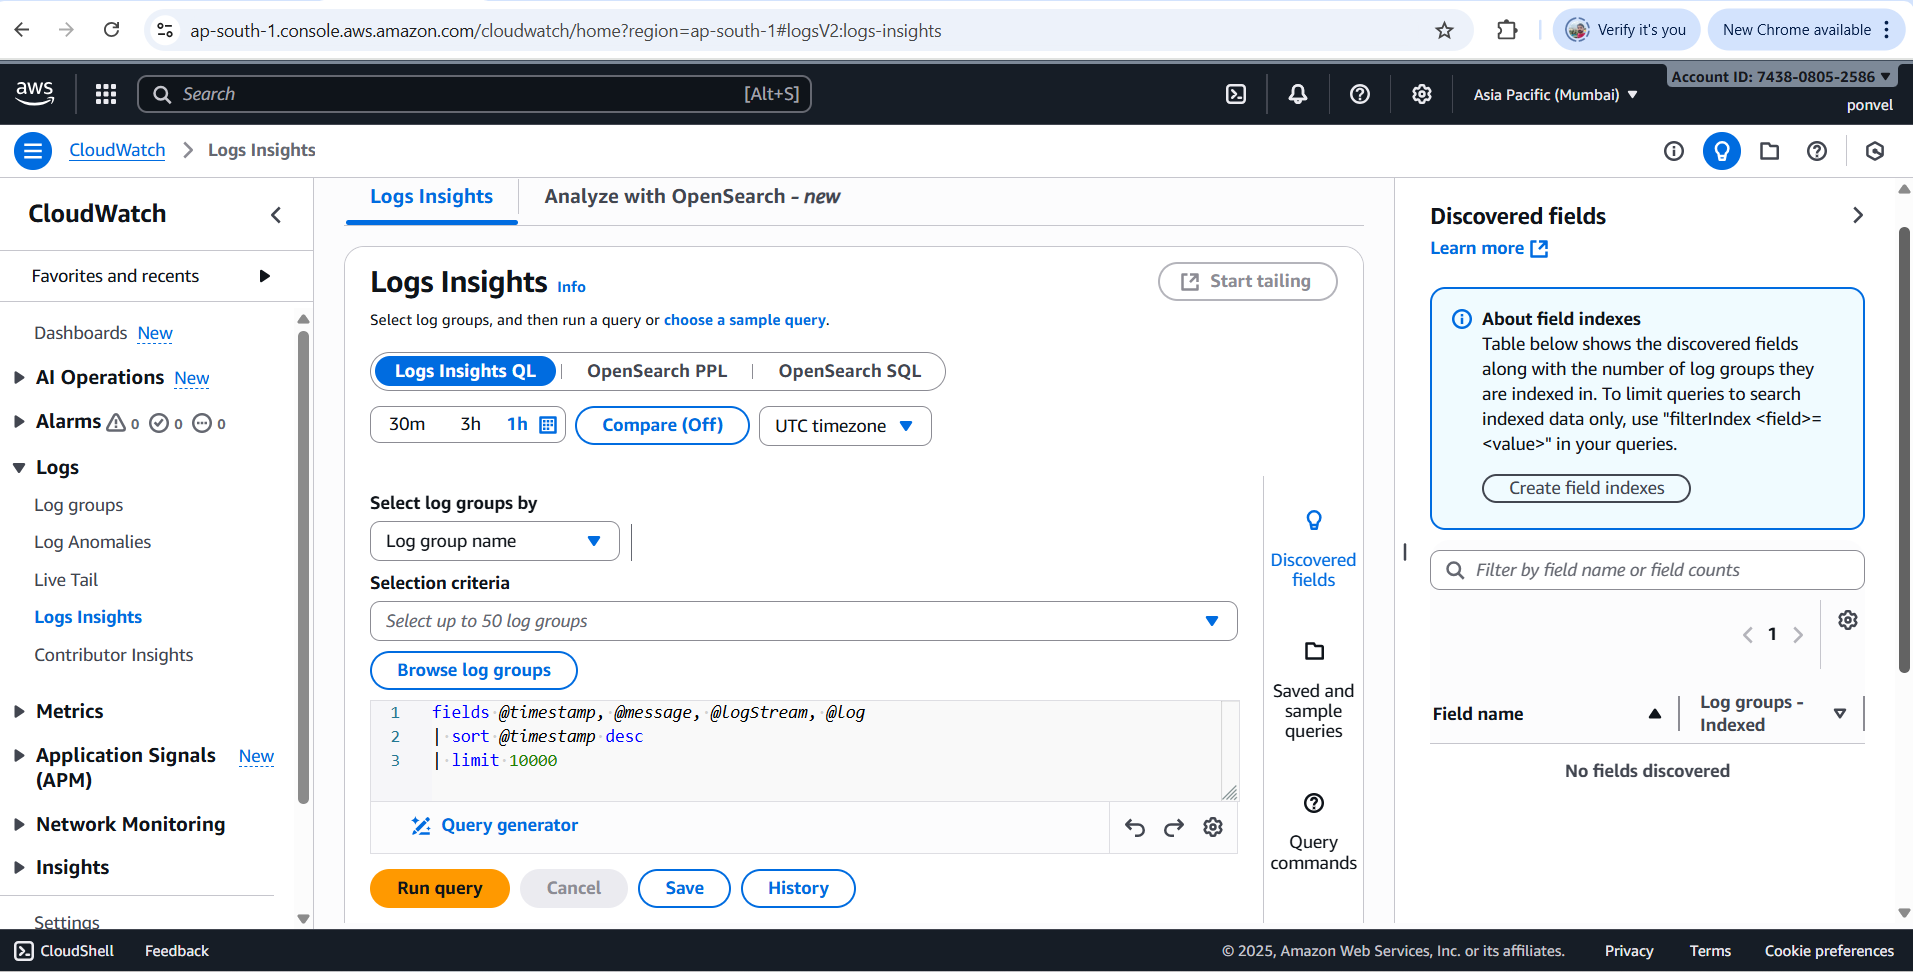 ap-south-1.console.aws.amazon.com/cloudwatch/home?region=ap-south-1#logsV2:logs-insights
Verify it's you
New Chrome available
aws
Search
[Alt+S]
Asia Pacific (Mumbai)
Account ID: 7438-0805-2586
ponvel
CloudWatch
Logs Insights
CloudWatch
Favorites and recents
Dashboards New
AI Operations New
Alarms 0 0 0
Logs
Log groups
Log Anomalies
Live Tail
Logs Insights
Contributor Insights
Metrics
Application Signals New
(APM)
Network Monitoring
Insights
Settings
Logs Insights
Analyze with OpenSearch - new
Logs Insights Info
Start tailing
Select log groups, and then run a query or choose a sample query.
Logs Insights QL
OpenSearch PPL
OpenSearch SQL
30m
3h
1h
Compare (Off)
UTC timezone
Select log groups by
Log group name
Selection criteria
Select up to 50 log groups
Browse log groups
1 fields @timestamp, @message, @logStream, @log
2 | sort @timestamp desc
3 | limit 10000
Query generator
Run query
Cancel
Save
History
Discovered
fields
Saved and
sample
queries
Query
commands
Discovered fields
Learn more
About field indexes
Table below shows the discovered fields
along with the number of log groups they
are indexed in. To limit queries to search
indexed data only, use "filterIndex <field>=
<value>" in your queries.
Create field indexes
Filter by field name or field counts
1
Field name
Log groups -
Indexed
No fields discovered
CloudShell
Feedback
© 2025, Amazon Web Services, Inc. or its affiliates.
Privacy
Terms
Cookie preferences